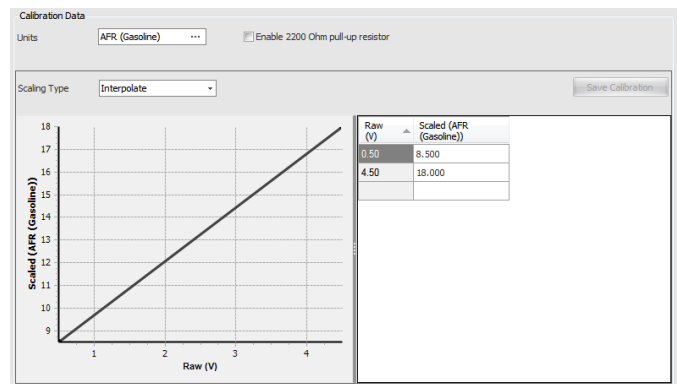 Calibration Data
Units AFR (Gasoline) ... Enable 2200 Ohm pull-up resistor
Scaling Type Interpolate Save Calibration
Raw (V) Scaled (AFR (Gasoline))
0.50 8.500
4.50 18.000
Scaled (AFR (Gasoline))
18
17
16
15
14
13
12
11
10
9
1 2 3 4
Raw (V)